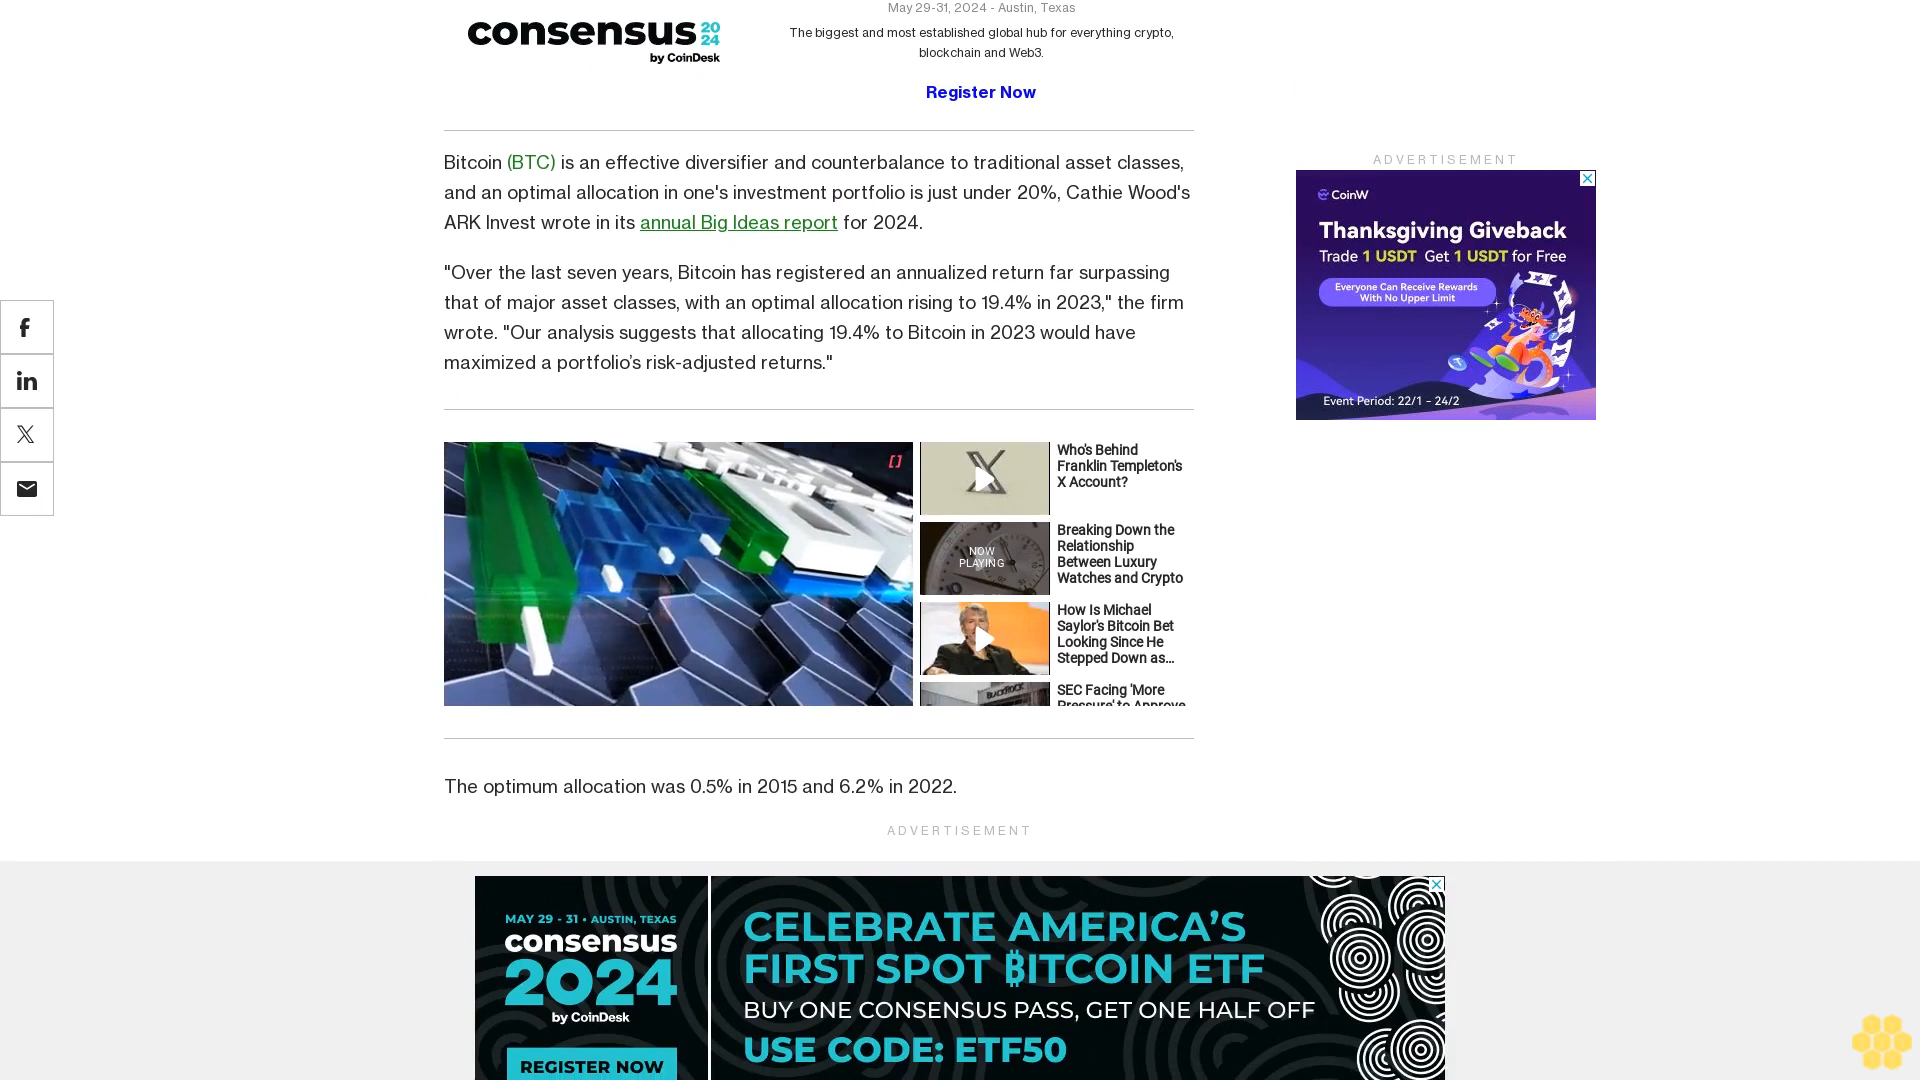 May 29-31, 2024 - Austin, Texas
consensus 20 24
by CoinDesk
The biggest and most established global hub for everything crypto,
blockchain and Web3.
Register Now
Bitcoin (BTC) is an effective diversifier and counterbalance to traditional asset classes,
and an optimal allocation in one's investment portfolio is just under 20%, Cathie Wood's
ARK Invest wrote in its annual Big Ideas report for 2024.
"Over the last seven years, Bitcoin has registered an annualized return far surpassing
that of major asset classes, with an optimal allocation rising to 19.4% in 2023," the firm
wrote. "Our analysis suggests that allocating 19.4% to Bitcoin in 2023 would have
maximized a portfolio’s risk-adjusted returns."
ADVERTISEMENT
CoinW
Thanksgiving Giveback
Trade 1 USDT Get 1 USDT for Free
Everyone Can Receive Rewards
With No Upper Limit
Event Period: 22/1 - 24/2
Who's Behind
Franklin Templeton's
X Account?
NOW
PLAYING
Breaking Down the
Relationship
Between Luxury
Watches and Crypto
How Is Michael
Saylor's Bitcoin Bet
Looking Since He
Stepped Down as...
BLACKROCK
SEC Facing 'More
Pressure' to Approve
The optimum allocation was 0.5% in 2015 and 6.2% in 2022.
ADVERTISEMENT
MAY 29 - 31 • AUSTIN, TEXAS
consensus
2024
by CoinDesk
REGISTER NOW
CELEBRATE AMERICA’S
FIRST SPOT ₿ITCOIN ETF
BUY ONE CONSENSUS PASS, GET ONE HALF OFF
USE CODE: ETF50